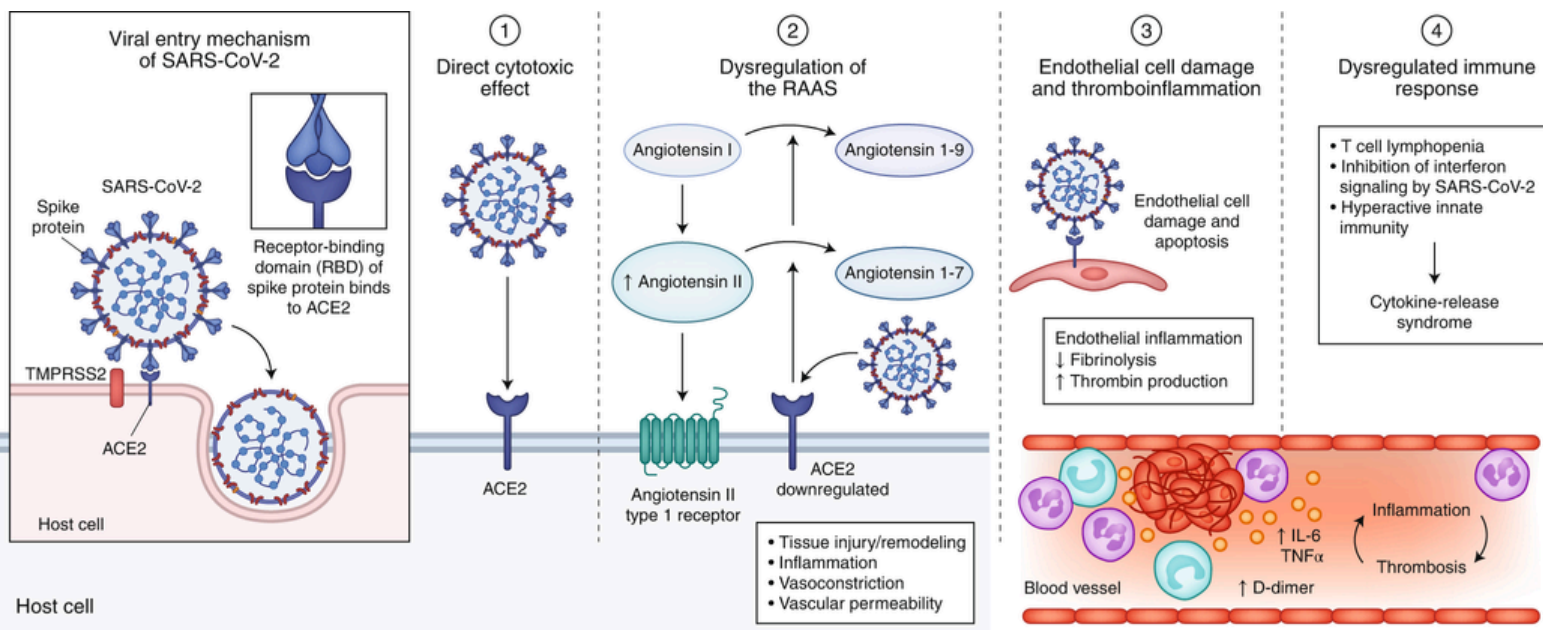 Viral entry mechanism
of SARS-CoV-2
SARS-CoV-2
Spike
protein
Receptor-binding
domain (RBD) of
spike protein binds
to ACE2
TMPRSS2
ACE2
Host cell
Host cell
1
Direct cytotoxic
effect
ACE2
2
Dysregulation of
the RAAS
Angiotensin I
Angiotensin 1-9
↑ Angiotensin II
Angiotensin 1-7
Angiotensin II
type 1 receptor
ACE2
downregulated
• Tissue injury/remodeling
• Inflammation
• Vasoconstriction
• Vascular permeability
3
Endothelial cell damage
and thromboinflammation
Endothelial cell
damage and
apoptosis
Endothelial inflammation
↓ Fibrinolysis
↑ Thrombin production
4
Dysregulated immune
response
• T cell lymphopenia
• Inhibition of interferon
signaling by SARS-CoV-2
• Hyperactive innate
immunity
Cytokine-release
syndrome
Blood vessel
↑ IL-6
TNFα
↑ D-dimer
Inflammation
Thrombosis